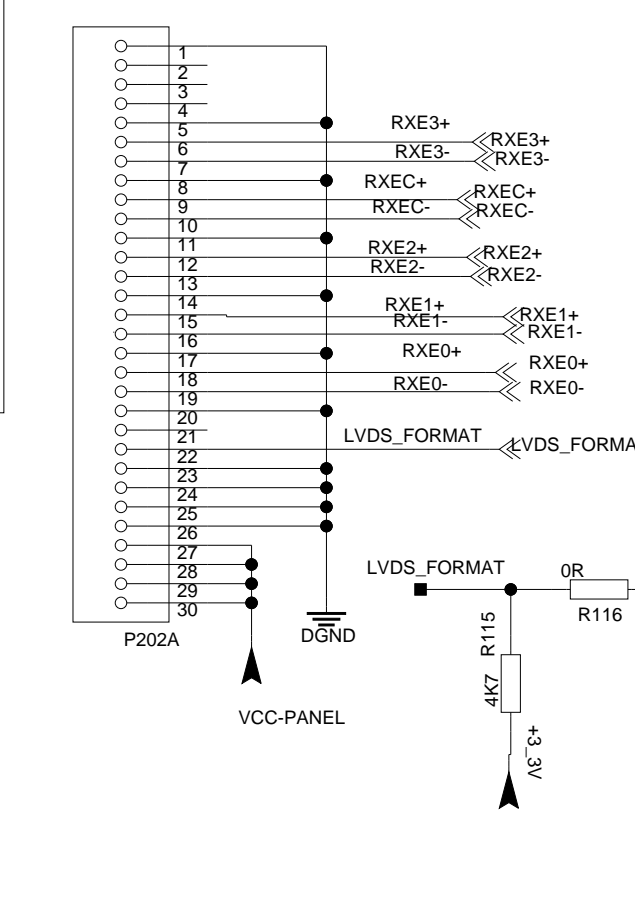 1
2
3
4
5
6
7
8
9
10
11
12
13
14
15
16
17
18
19
20
21
22
23
24
25
26
27
28
29
30
P202A
RXE3+
RXE3+
RXE3-
RXE3-
RXEC+
RXEC+
RXEC-
RXEC-
RXE2+
RXE2+
RXE2-
RXE2-
RXE1+
RXE1+
RXE1-
RXE1-
RXE0+
RXE0+
RXE0-
RXE0-
LVDS_FORMAT
LVDS_FORMA
DGND
VCC-PANEL
LVDS_FORMAT
0R
R116
R115
4K7
+3_3V